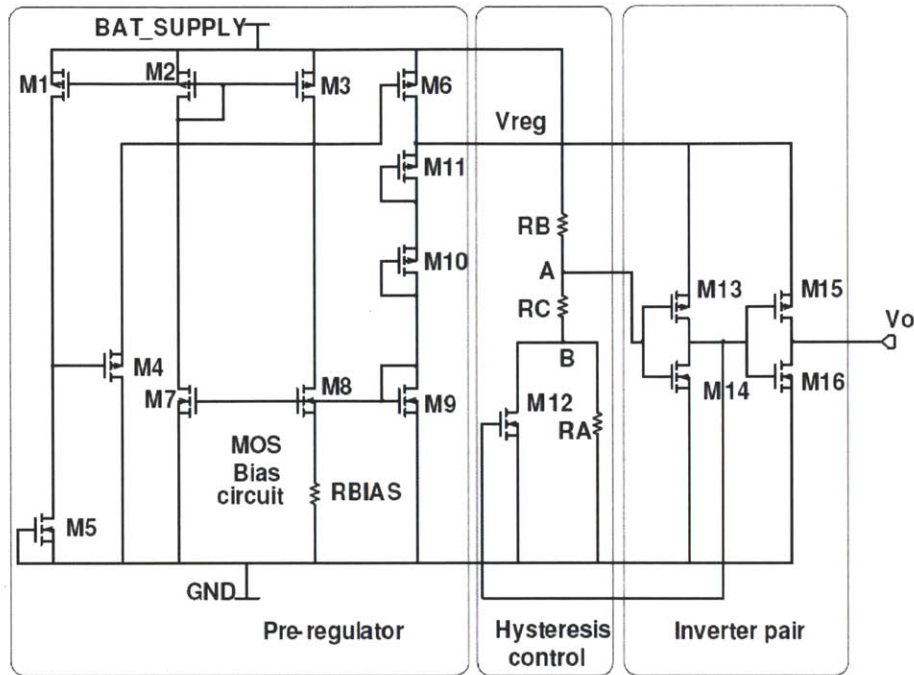 BAT_SUPPLY
M1
M2
M3
M6
Vreg
M11
RB
A
M10
RC
M13
M15
Vo
M4
B
M7
M8
M9
M12
RA
M14
M16
MOS
Bias
circuit
RBIAS
M5
GND
Pre-regulator
Hysteresis
control
Inverter pair